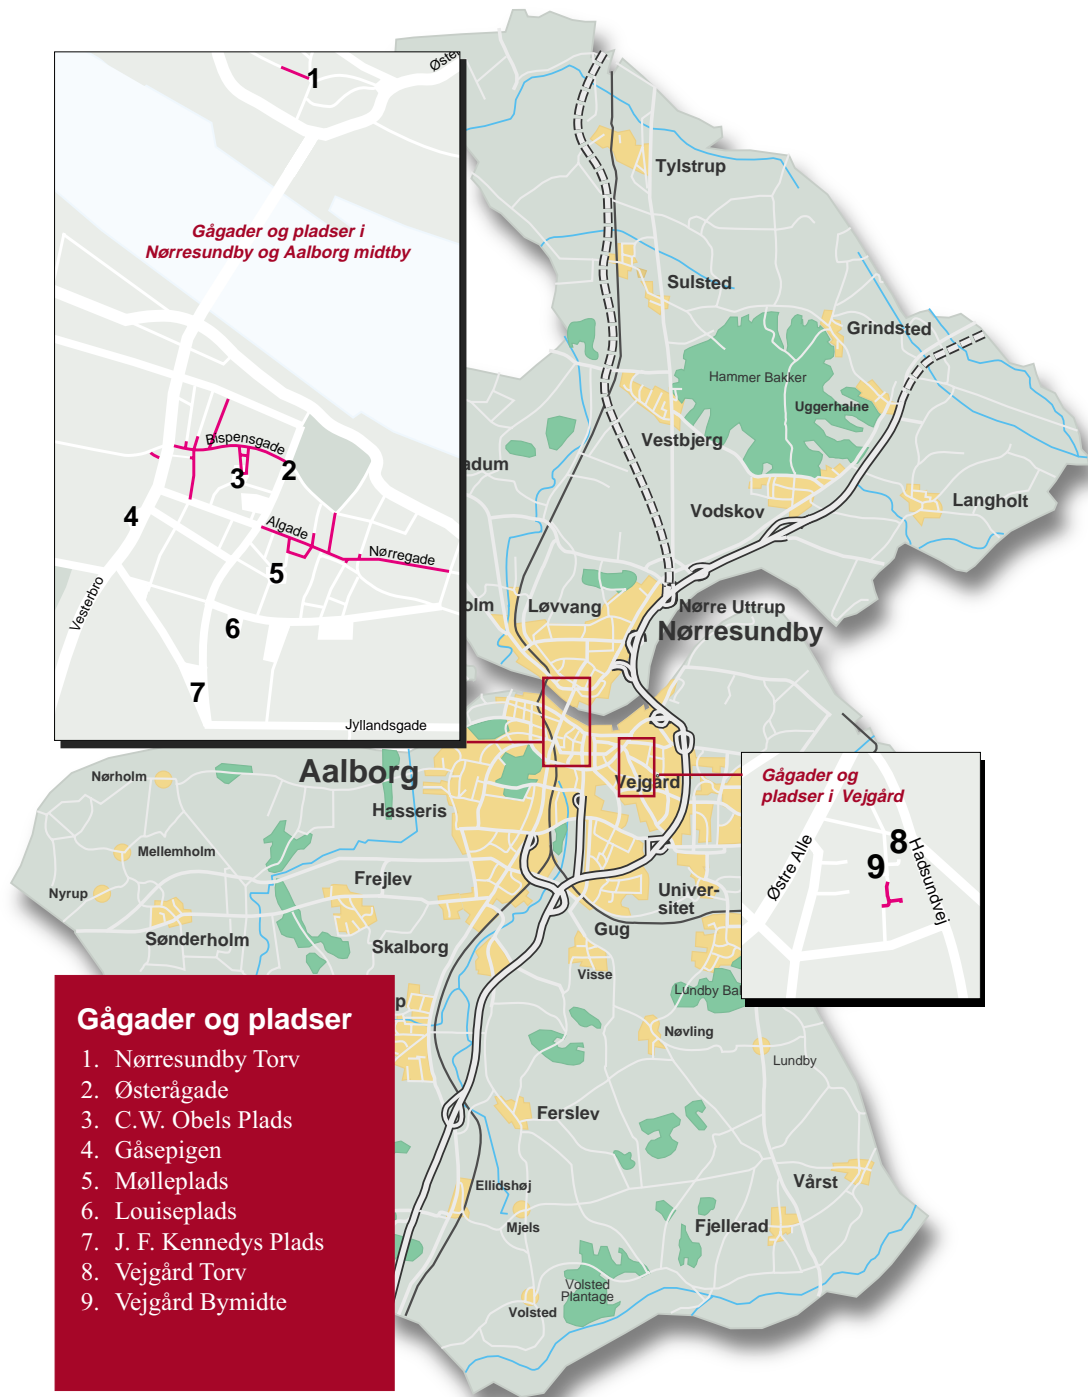 1
Gågader og pladser i
Nørresundby og Aalborg midtby
Bispensgade
2
3
4
Algade
Nørregade
5
Vesterbro
6
7
Jyllandsgade
Tylstrup
Sulsted
Grindsted
Hammer Bakker
Uggerhalne
Vestbjerg
Vodskov
Langholt
Løvvang
Nørre Uttrup
Nørresundby
Aalborg
Vejgård
Hasseris
Nørholm
Mellemholm
Nyrup
Frejlev
Sønderholm
Skalborg
Univer-
sitet
Gug
Visse
Nøvling
Lundby
Ferslev
Ellidshøj
Mjels
Vårst
Fjellerad
Volsted
Plantage
Volsted
Gågader og
pladser i Vejgård
Østre Alle
8
Hadsundvej
9
Gågader og pladser
1. Nørresundby Torv
2. Østerågade
3. C.W. Obels Plads
4. Gåsepigen
5. Mølleplads
6. Louiseplads
7. J. F. Kennedys Plads
8. Vejgård Torv
9. Vejgård Bymidte